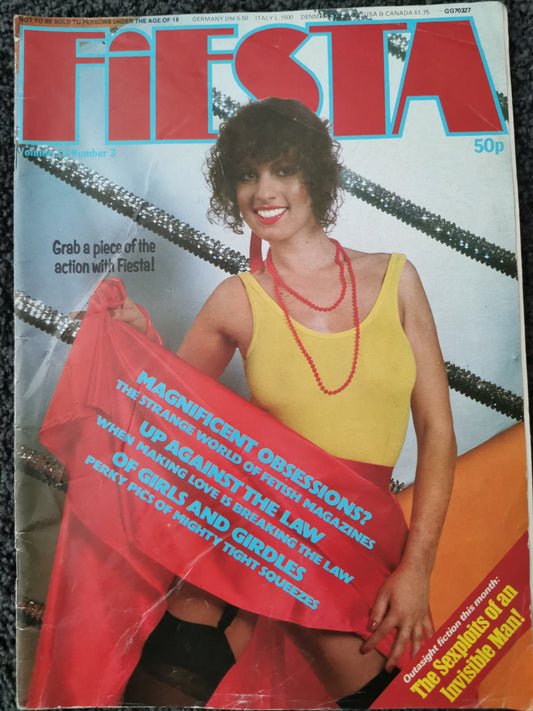 NOT TO BE SOLD TO PERSONS UNDER THE AGE OF 18 GERMANY DM 6.50 ITALY L.1500 USA & CANADA $1.75 QG70327
FiESTA
Number 3
50p
Grab a piece of the
action with Fiesta!
MAGNIFICENT OBSESSIONS?
THE STRANGE WORLD OF FETISH MAGAZINES
UP AGAINST THE LAW
WHEN MAKING LOVE IS BREAKING THE LAW
OF GIRLS AND GIRDLES
PERKY PICS OF MIGHTY TIGHT SQUEEZES
Outasight fiction this month:
The Sexploits of an
Invisible Man!